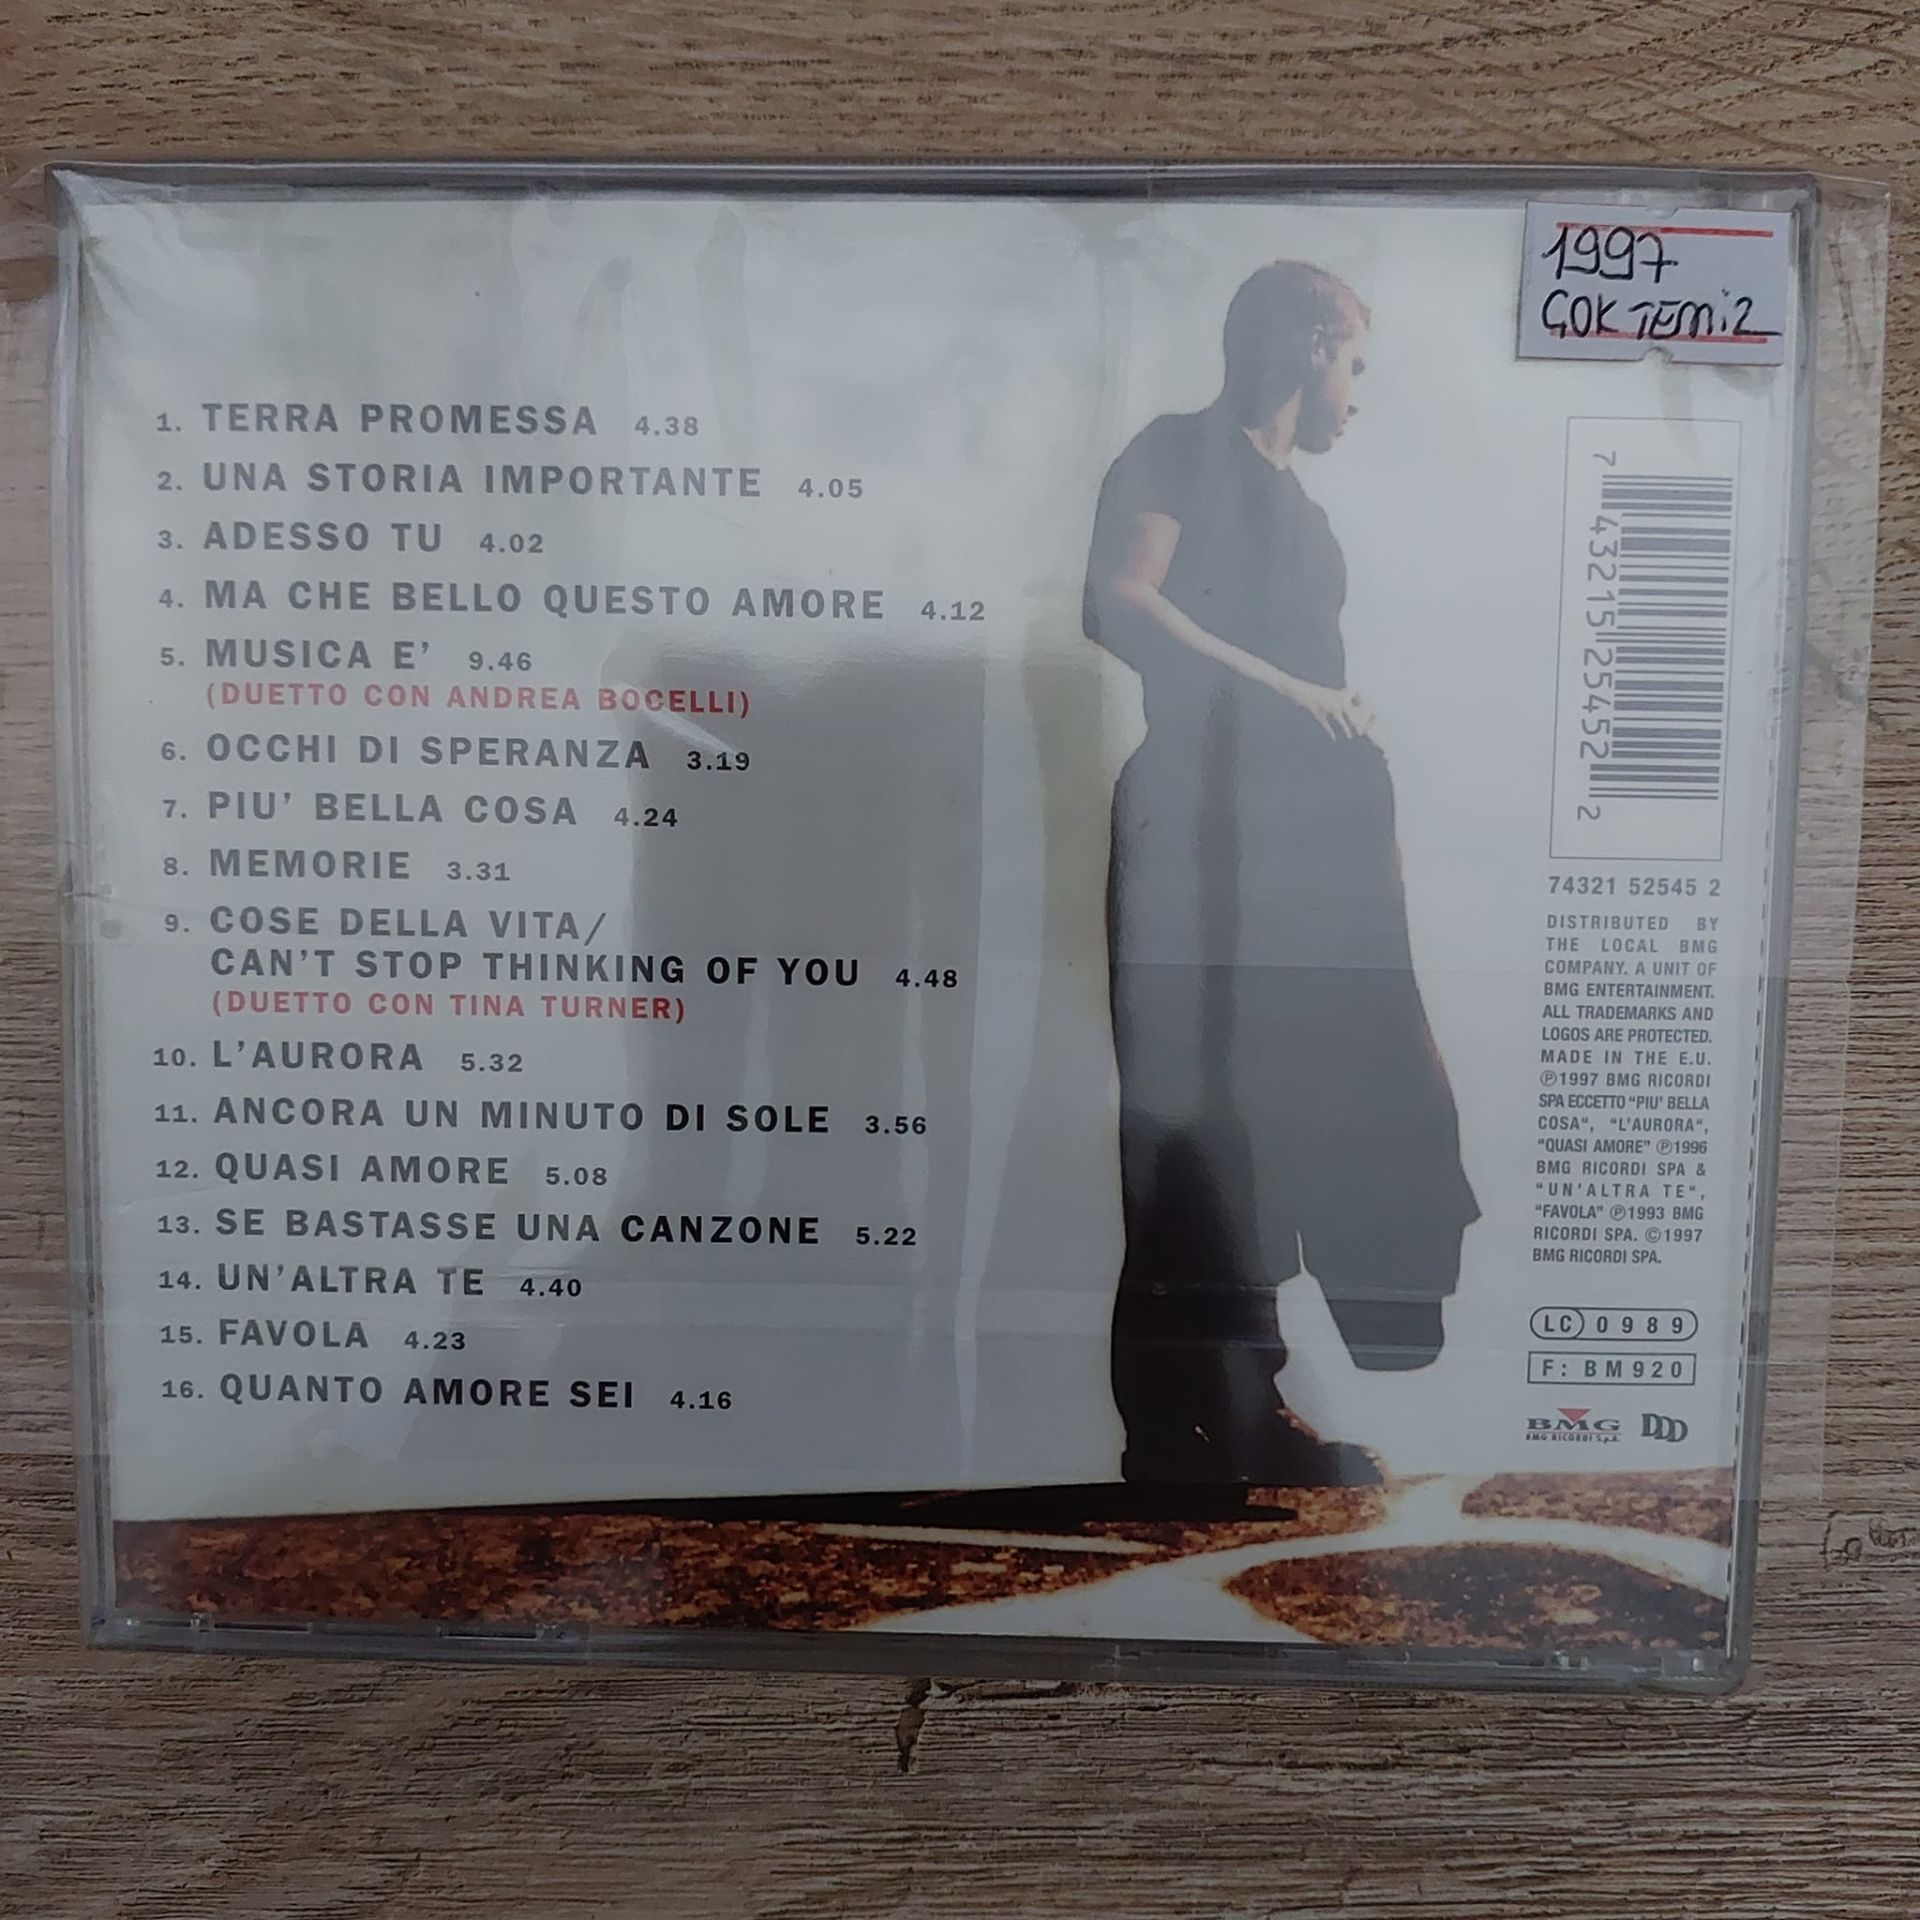 1997
ÇOK TEMiZ
1. TERRA PROMESSA 4.38
2. UNA STORIA IMPORTANTE 4.05
3. ADESSO TU 4.02
4. MA CHE BELLO QUESTO AMORE 4.12
5. MUSICA E' 9.46
(DUETTO CON ANDREA BOCELLI)
6. OCCHI DI SPERANZA 3.19
7. PIU' BELLA COSA 4.24
8. MEMORIE 3.31
9. COSE DELLA VITA/
CAN'T STOP THINKING OF YOU 4.48
(DUETTO CON TINA TURNER)
10. L'AURORA 5.32
11. ANCORA UN MINUTO DI SOLE 3.56
12. QUASI AMORE 5.08
13. SE BASTASSE UNA CANZONE 5.22
14. UN'ALTRA TE 4.40
15. FAVOLA 4.23
16. QUANTO AMORE SEI 4.16
7 43215 25452 2
74321 52545 2
DISTRIBUTED BY
THE LOCAL BMG
COMPANY. A UNIT OF
BMG ENTERTAINMENT.
ALL TRADEMARKS AND
LOGOS ARE PROTECTED.
MADE IN THE E.U.
℗1997 BMG RICORDI
SPA ECCETTO "PIU' BELLA
COSA", "L'AURORA",
"QUASI AMORE" ℗1996
BMG RICORDI SPA &
"UN'ALTRA TE",
"FAVOLA" ℗1993 BMG
RICORDI SPA. ©1997
BMG RICORDI SPA.
LC 0989
F: BM920
BMG DDD
BMG RICORDI S.p.A.